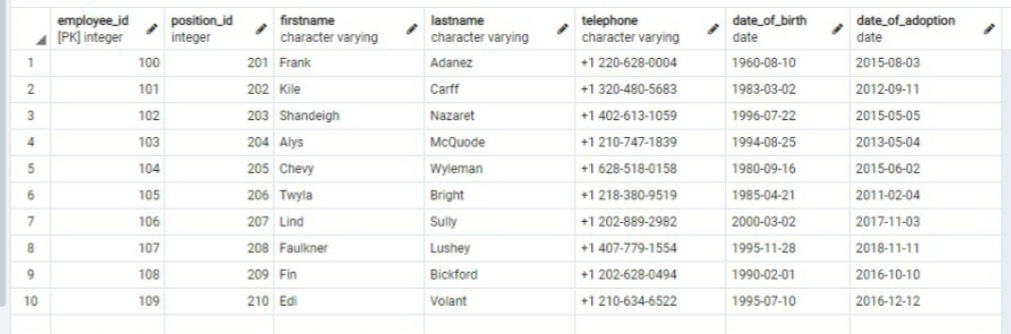 employee_id position_id firstname lastname telephone date_of_birth date_of_adoption
[PK] integer integer character varying character varying character varying date date
1 100 201 Frank Adanez +1 220-628-0004 1960-08-10 2015-08-03
2 101 202 Kile Carff +1 320-480-5683 1983-03-02 2012-09-11
3 102 203 Shandeigh Nazaret +1 402-613-1059 1996-07-22 2015-05-05
4 103 204 Alys McQuode +1 210-747-1839 1994-08-25 2013-05-04
5 104 205 Chevy Wyleman +1 628-518-0158 1980-09-16 2015-06-02
6 105 206 Twyla Bright +1 218-380-9519 1985-04-21 2011-02-04
7 106 207 Lind Sully +1 202-889-2982 2000-03-02 2017-11-03
8 107 208 Faulkner Lushey +1 407-779-1554 1995-11-28 2018-11-11
9 108 209 Fin Bickford +1 202-628-0494 1990-02-01 2016-10-10
10 109 210 Edi Volant +1 210-634-6522 1995-07-10 2016-12-12